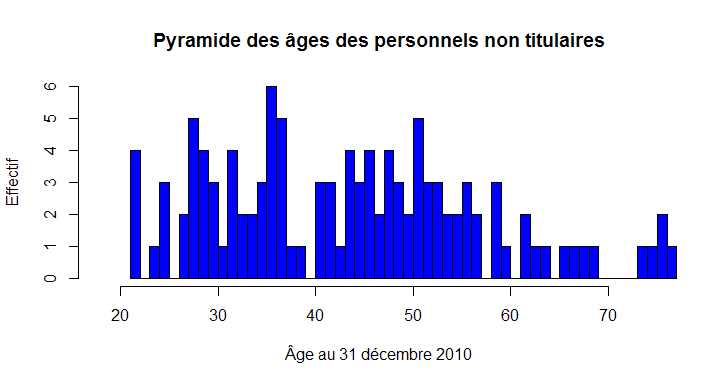 Pyramide des âges des personnels non titulaires
Effectif
6
5
4
3
2
1
0
20 30 40 50 60 70
Âge au 31 décembre 2010